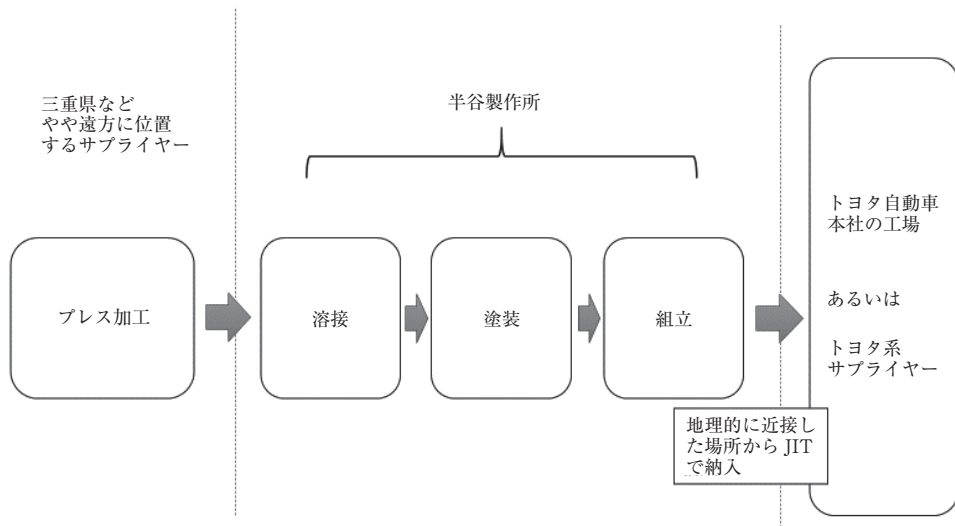 三重県など
やや遠方に位置
するサプライヤー
半谷製作所
プレス加工
溶接
塗装
組立
トヨタ自動車
本社の工場
あるいは
トヨタ系
サプライヤー
地理的に近接し
た場所から JIT
で納入